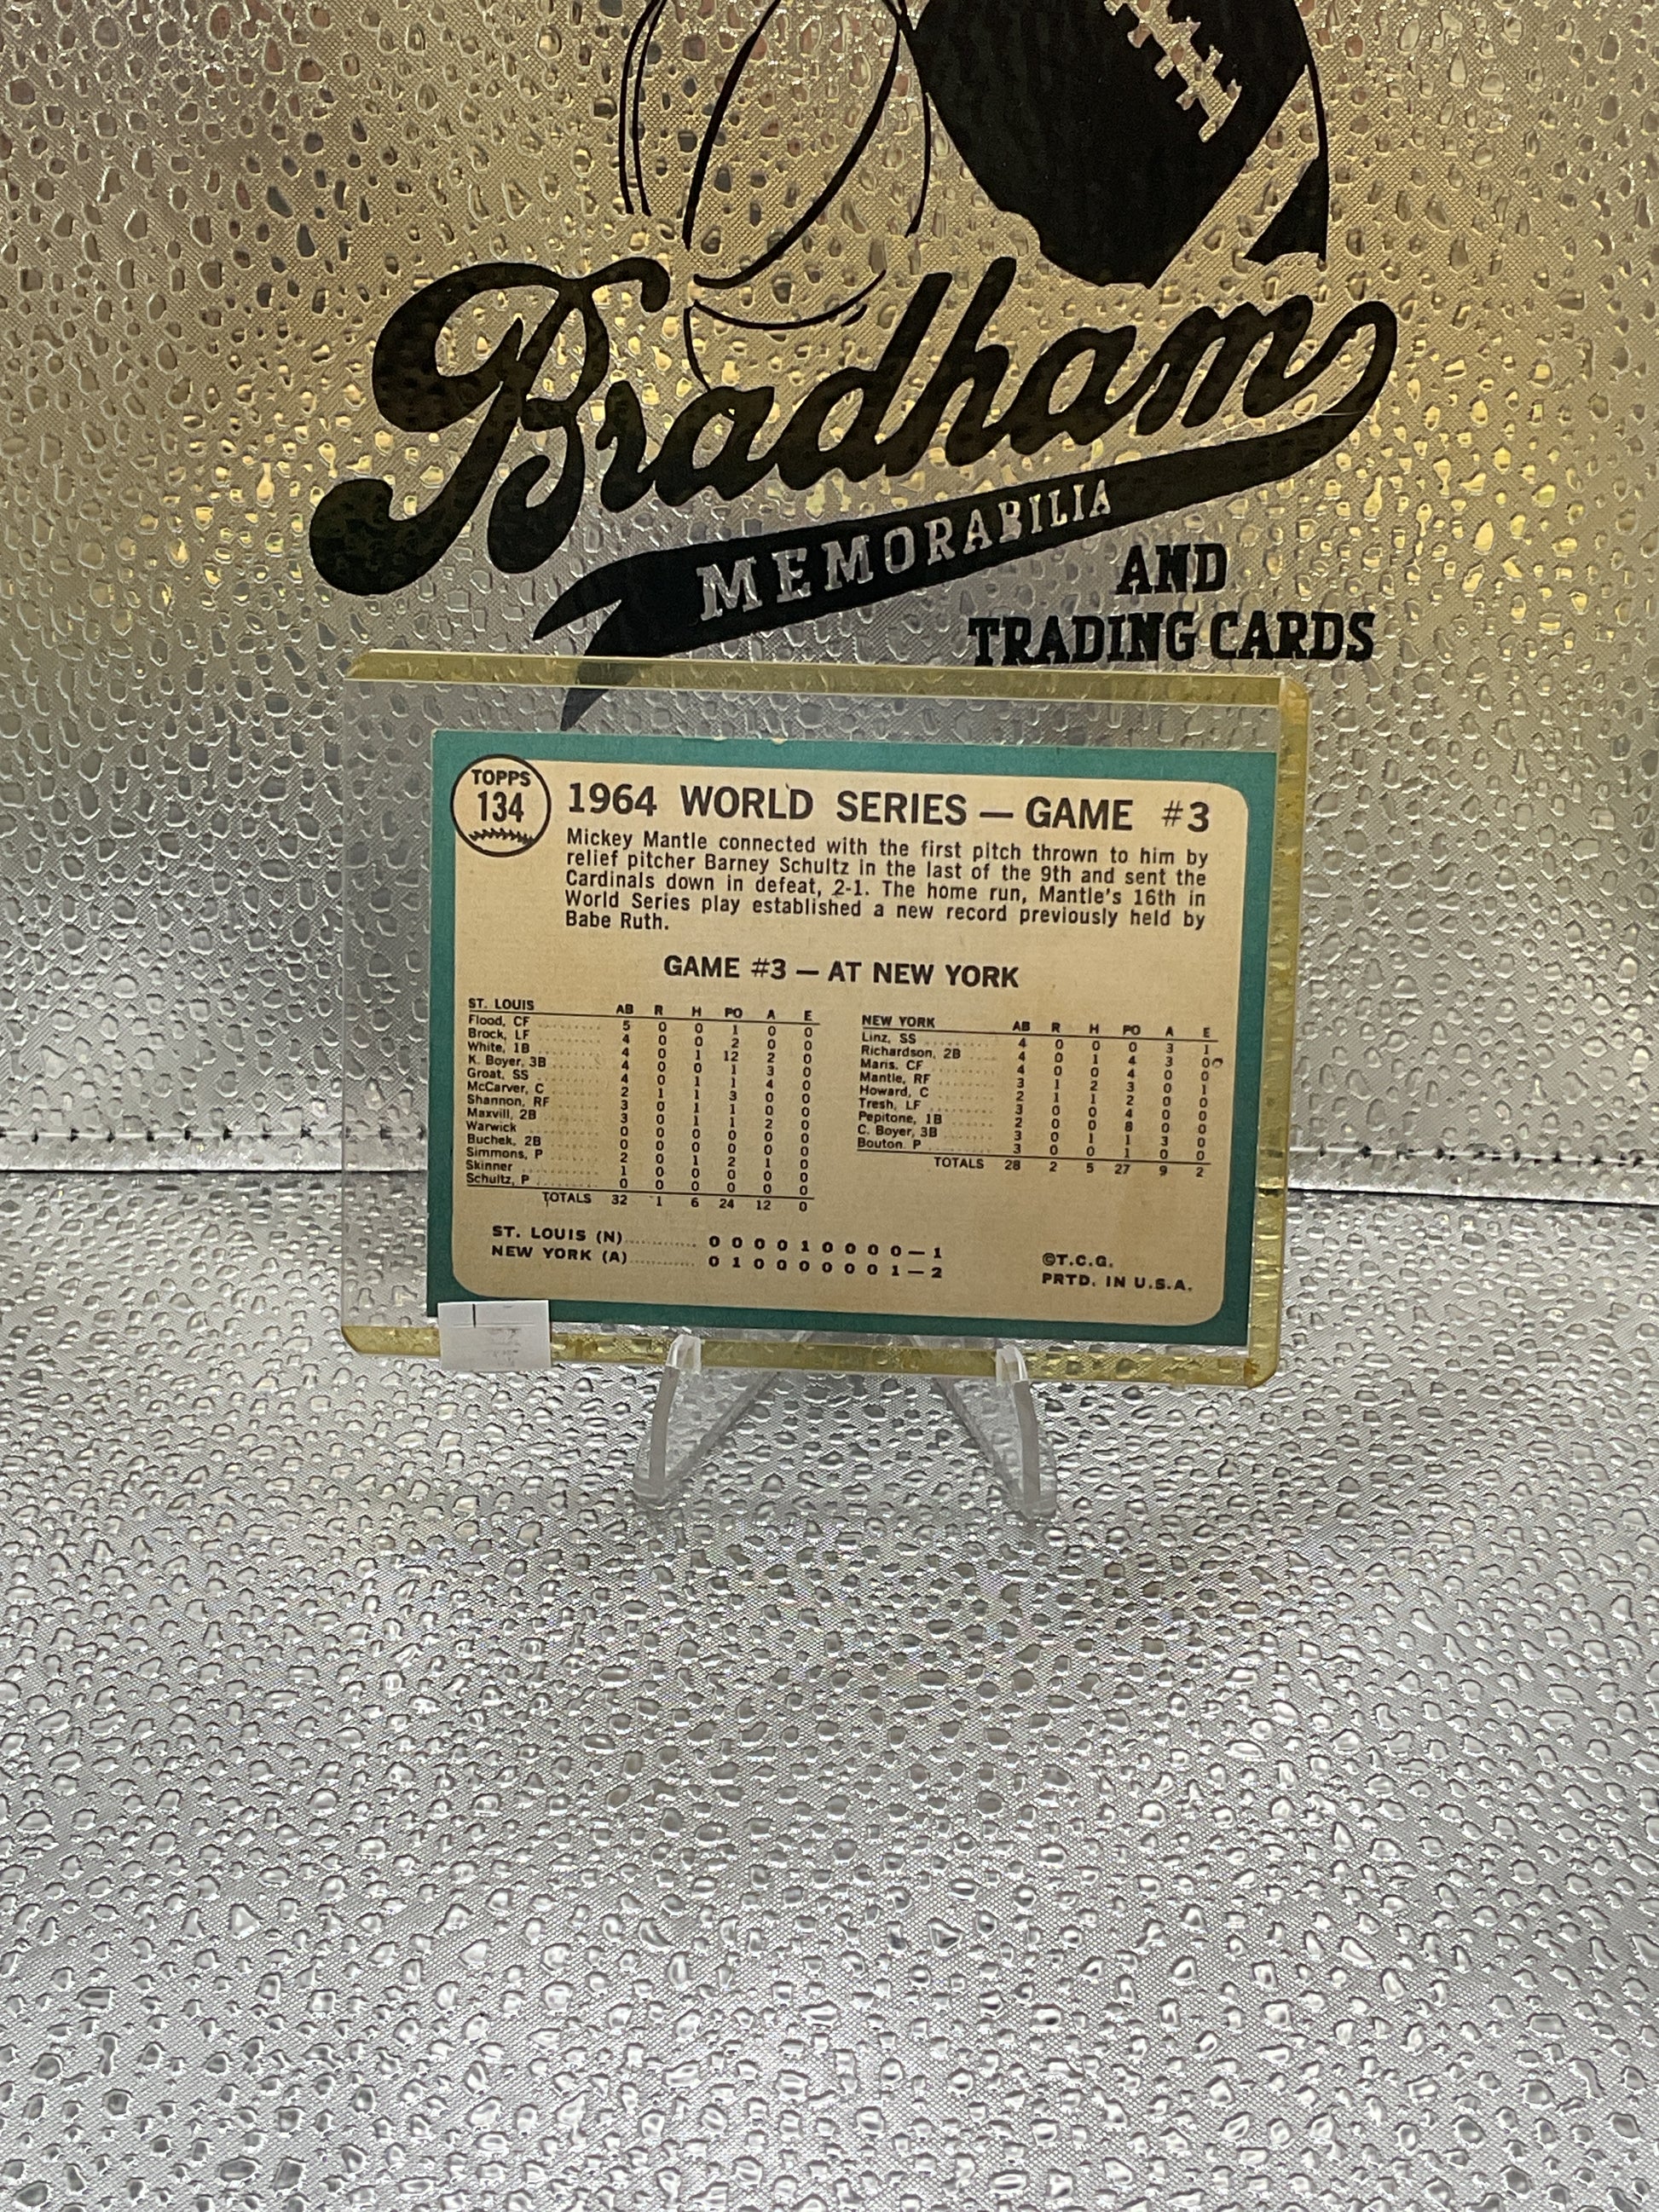 Bradham
MEMORABILIA
AND
TRADING CARDS
TOPPS
134
1964 WORLD SERIES — GAME #3
Mickey Mantle connected with the first pitch thrown to him by
relief pitcher Barney Schultz in the last of the 9th and sent the
Cardinals down in defeat, 2-1. The home run, Mantle's 16th in
World Series play established a new record previously held by
Babe Ruth.
GAME #3 — AT NEW YORK
ST. LOUIS AB R H PO A E
Flood, CF 5 0 0 1 0 0
Brock, LF 4 0 0 2 0 0
White, 1B 4 0 1 12 2 0
K. Boyer, 3B 4 0 0 1 3 0
Groat, SS 4 0 1 1 4 0
McCarver, C 2 1 1 3 0 0
Shannon, RF 3 0 1 1 0 0
Maxvill, 2B 3 0 1 1 2 0
Warwick 0 0 0 0 0 0
Buchek, 2B 0 0 0 0 0 0
Simmons, P 2 0 1 2 1 0
Skinner 1 0 0 0 0 0
Schultz, P 0 0 0 0 0 0
TOTALS 32 1 6 24 12 0
NEW YORK AB R H PO A E
Linz, SS 4 0 0 0 3 1
Richardson, 2B 4 0 1 4 3 0
Maris, CF 4 0 0 4 0 0
Mantle, RF 3 1 2 3 0 1
Howard, C 2 1 1 2 0 0
Tresh, LF 3 0 0 4 0 0
Pepitone, 1B 2 0 0 8 0 0
C. Boyer, 3B 3 0 1 1 3 0
Bouton, P 3 0 0 1 0 0
TOTALS 28 2 5 27 9 2
ST. LOUIS (N) 0 0 0 0 1 0 0 0 0 — 1
NEW YORK (A) 0 1 0 0 0 0 0 0 1 — 2
©T.C.G.
PRTD. IN U.S.A.